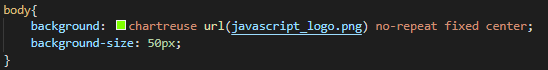 body{
    background: chartreuse url(javascript_logo.png) no-repeat fixed center;
    background-size: 50px;
}